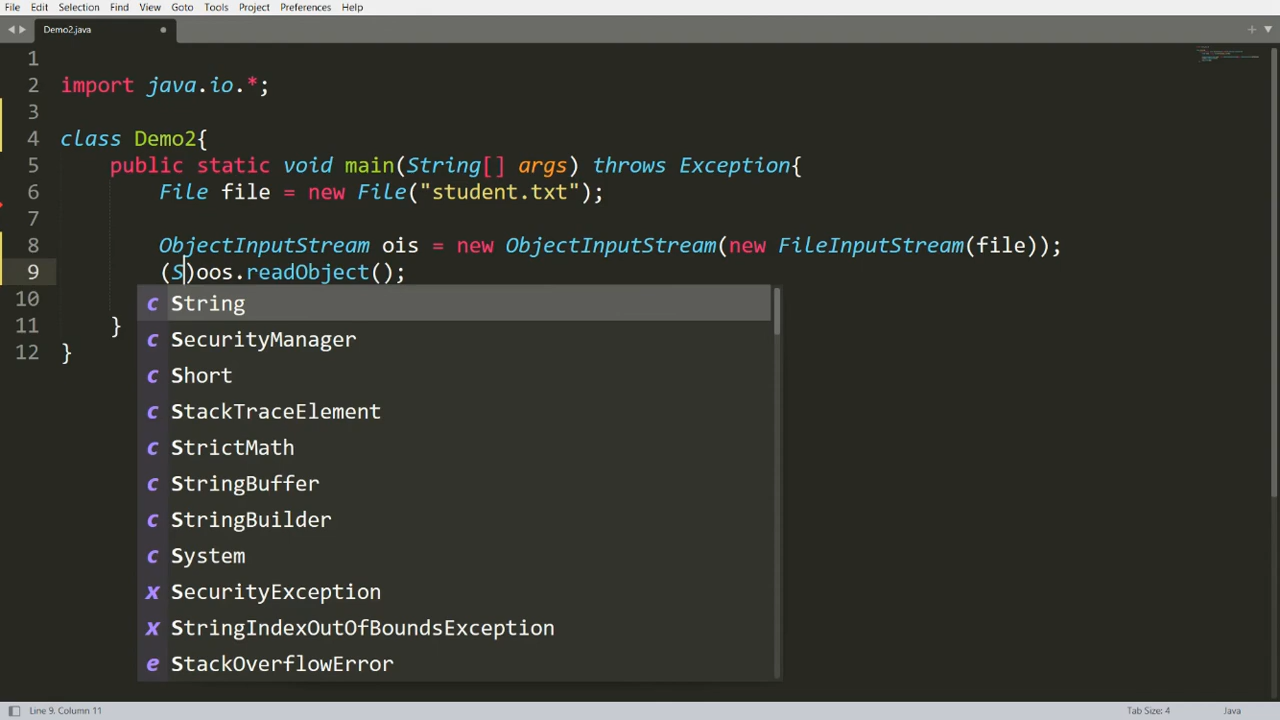 File Edit Selection Find View Goto Tools Project Preferences Help
Demo2.java
1
2 import java.io.*;
3
4 class Demo2{
5 public static void main(String[] args) throws Exception{
6 File file = new File("student.txt");
7
8 ObjectInputStream ois = new ObjectInputStream(new FileInputStream(file));
9 (S)oos.readObject();
10
11 }
12 }
c String
c SecurityManager
c Short
c StackTraceElement
c StrictMath
c StringBuffer
c StringBuilder
c System
x SecurityException
x StringIndexOutOfBoundsException
e StackOverflowError
Line 9, Column 11 Tab Size: 4 Java